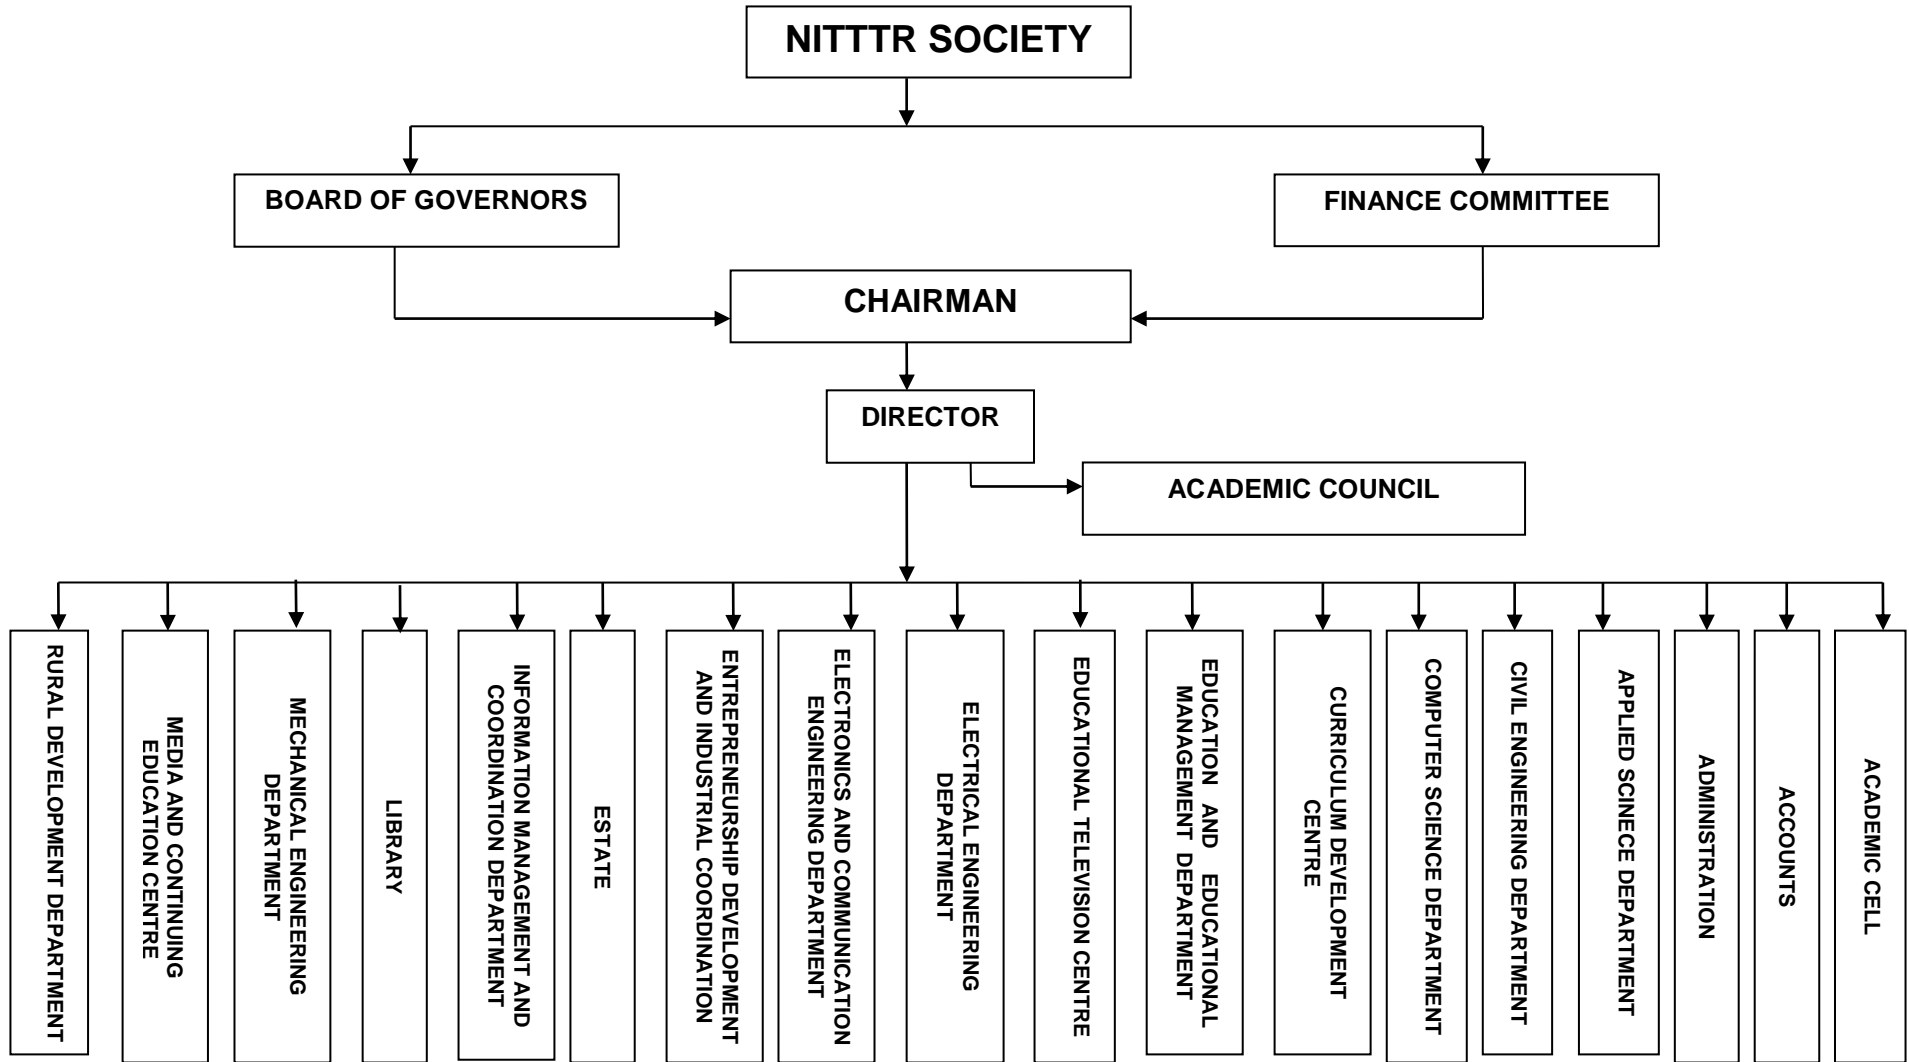 NITTTR SOCIETY
BOARD OF GOVERNORS
FINANCE COMMITTEE
CHAIRMAN
DIRECTOR
ACADEMIC COUNCIL
RURAL DEVELOPMENT DEPARTMENT
MEDIA AND CONTINUING
EDUCATION CENTRE
MECHANICAL ENGINEERING
DEPARTMENT
LIBRARY
INFORMATION MANAGEMENT AND
COORDINATION DEPARTMENT
ESTATE
ENTREPRENEURSHIP DEVELOPMENT
AND INDUSTRIAL COORDINATION
ELECTRONICS AND COMMUNICATION
ENGINEERING DEPARTMENT
ELECTRICAL ENGINEERING
DEPARTMENT
EDUCATIONAL TELEVISION CENTRE
EDUCATION AND EDUCATIONAL
MANAGEMENT DEPARTMENT
CURRICULUM DEVELOPMENT
CENTRE
COMPUTER SCIENCE DEPARTMENT
CIVIL ENGINEERING DEPARTMENT
APPLIED SCINECE DEPARTMENT
ADMINISTRATION
ACCOUNTS
ACADEMIC CELL